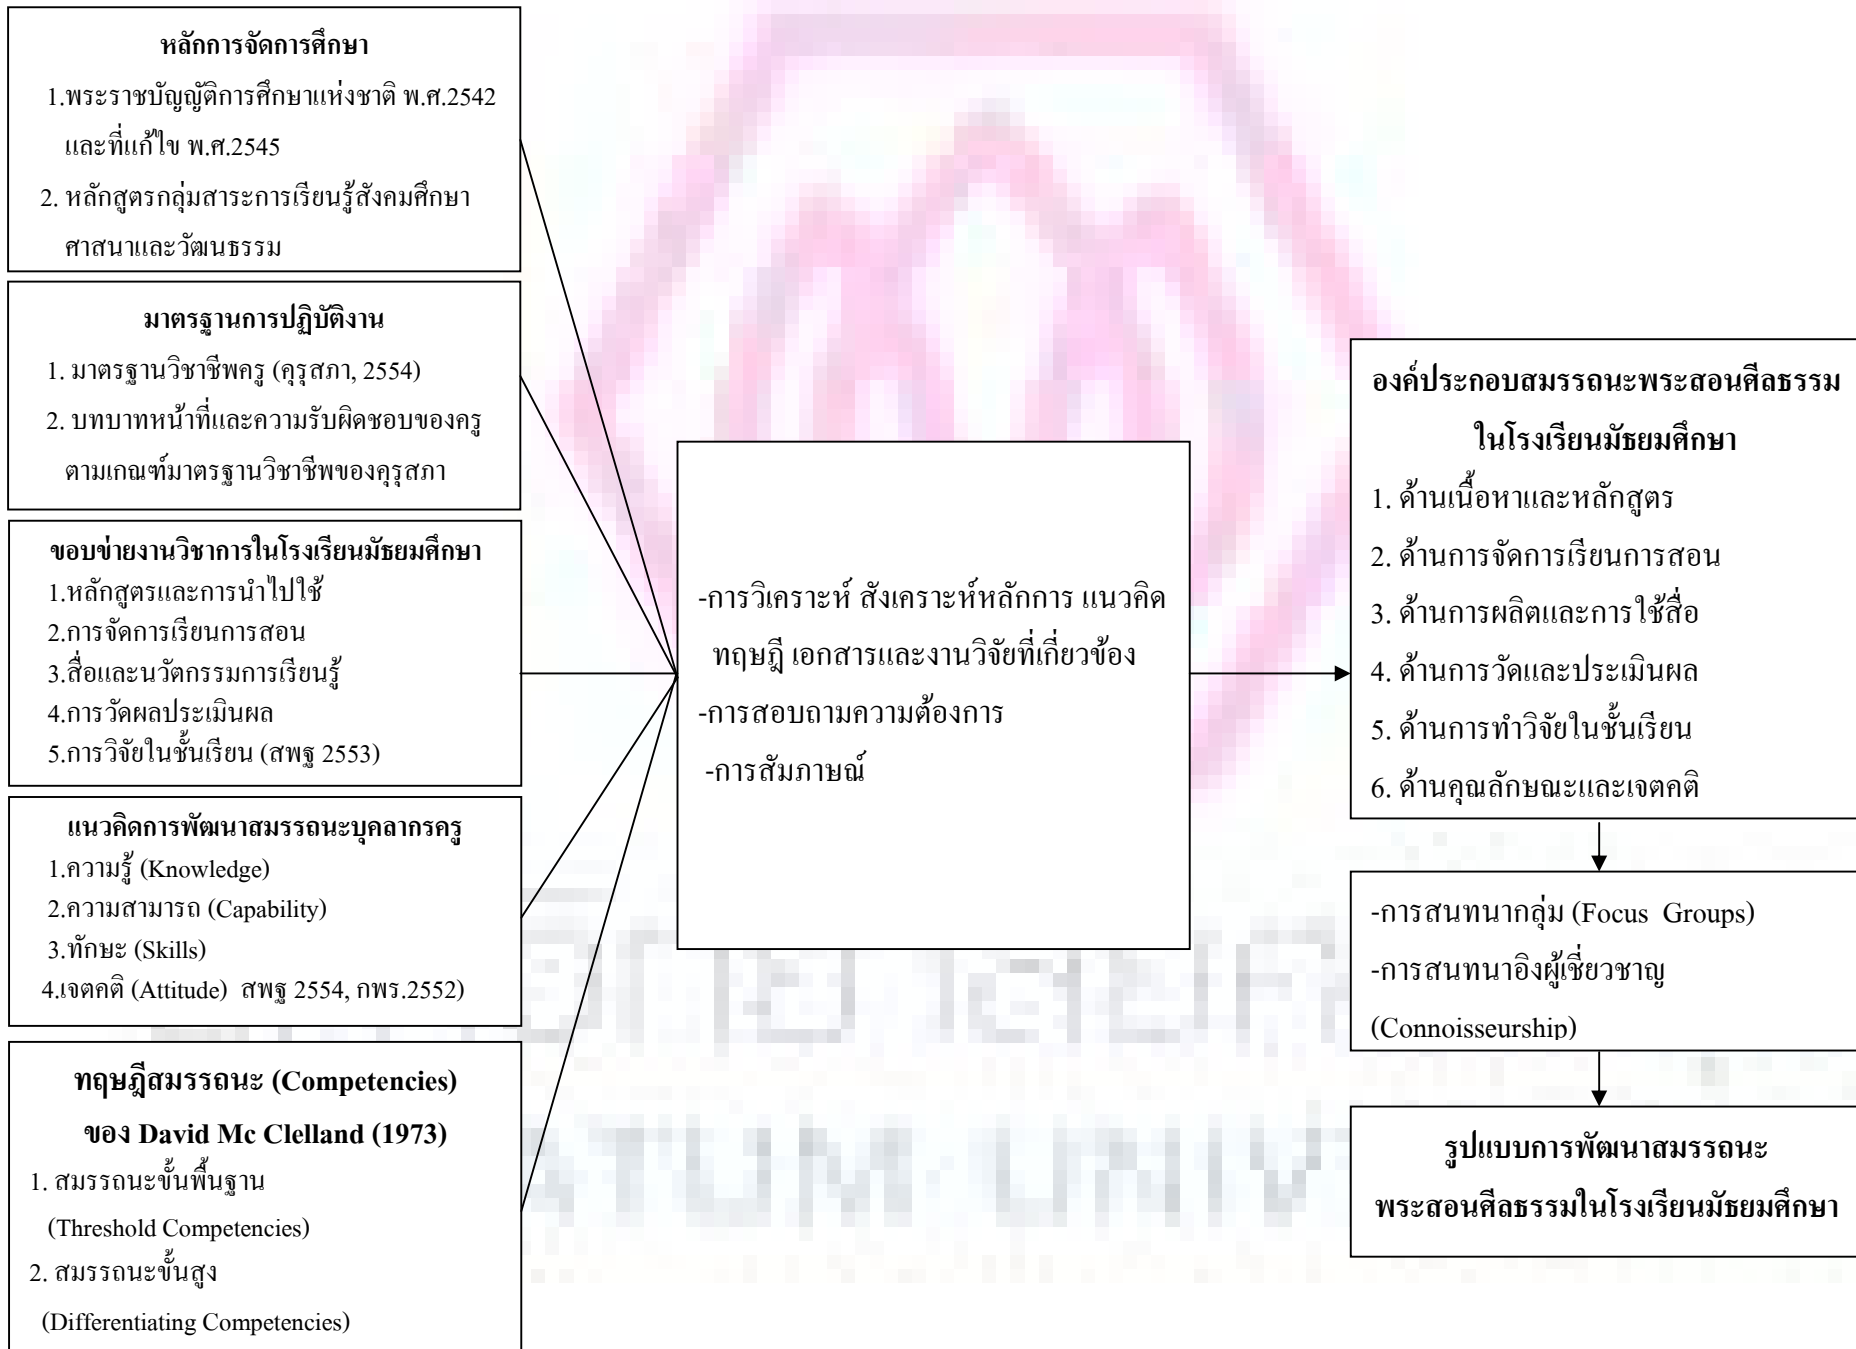 หลักการจัดการศึกษา
1.พระราชบัญญัติการศึกษาแห่งชาติ พ.ศ.2542
และที่แก้ไข พ.ศ.2545
2. หลักสูตรกลุ่มสาระการเรียนรู้สังคมศึกษา
ศาสนาและวัฒนธรรม
มาตรฐานการปฏิบัติงาน
1. มาตรฐานวิชาชีพครู (คุรุสภา, 2554)
2. บทบาทหน้าที่และความรับผิดชอบของครู
ตามเกณฑ์มาตรฐานวิชาชีพของคุรุสภา
ขอบข่ายงานวิชาการในโรงเรียนมัธยมศึกษา
1.หลักสูตรและการนำไปใช้
2.การจัดการเรียนการสอน
3.สื่อและนวัตกรรมการเรียนรู้
4.การวัดผลประเมินผล
5.การวิจัยในชั้นเรียน (สพฐ 2553)
แนวคิดการพัฒนาสมรรถนะบุคลากรครู
1.ความรู้ (Knowledge)
2.ความสามารถ (Capability)
3.ทักษะ (Skills)
4.เจตคติ (Attitude) สพฐ 2554, กพร.2552)
ทฤษฎีสมรรถนะ (Competencies)
ของ David Mc Clelland (1973)
1. สมรรถนะขั้นพื้นฐาน
(Threshold Competencies)
2. สมรรถนะขั้นสูง
(Differentiating Competencies)
-การวิเคราะห์ สังเคราะห์หลักการ แนวคิด
ทฤษฎี เอกสารและงานวิจัยที่เกี่ยวข้อง
-การสอบถามความต้องการ
-การสัมภาษณ์
องค์ประกอบสมรรถนะพระสอนศีลธรรม
ในโรงเรียนมัธยมศึกษา
1. ด้านเนื้อหาและหลักสูตร
2. ด้านการจัดการเรียนการสอน
3. ด้านการผลิตและการใช้สื่อ
4. ด้านการวัดและประเมินผล
5. ด้านการทำวิจัยในชั้นเรียน
6. ด้านคุณลักษณะและเจตคติ
-การสนทนากลุ่ม (Focus Groups)
-การสนทนาอิงผู้เชี่ยวชาญ
(Connoisseurship)
รูปแบบการพัฒนาสมรรถนะ
พระสอนศีลธรรมในโรงเรียนมัธยมศึกษา